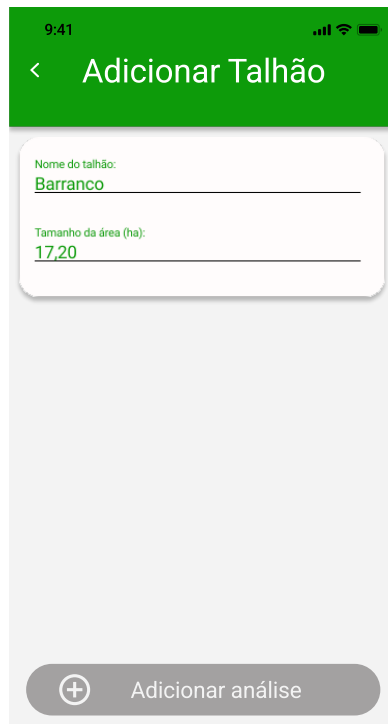 9:41
Adicionar Talhão
Nome do talhão:
Barranco
Tamanho da área (ha):
17,20
Adicionar análise